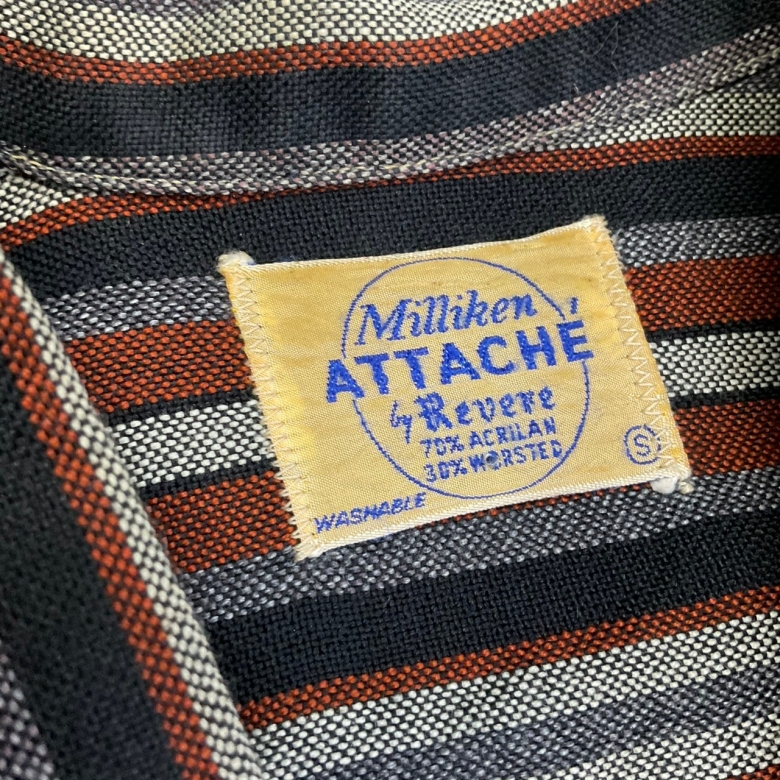 Milliken
ATTACHÉ
by Revere
70% ACRILAN
30% WORSTED
S
WASHABLE